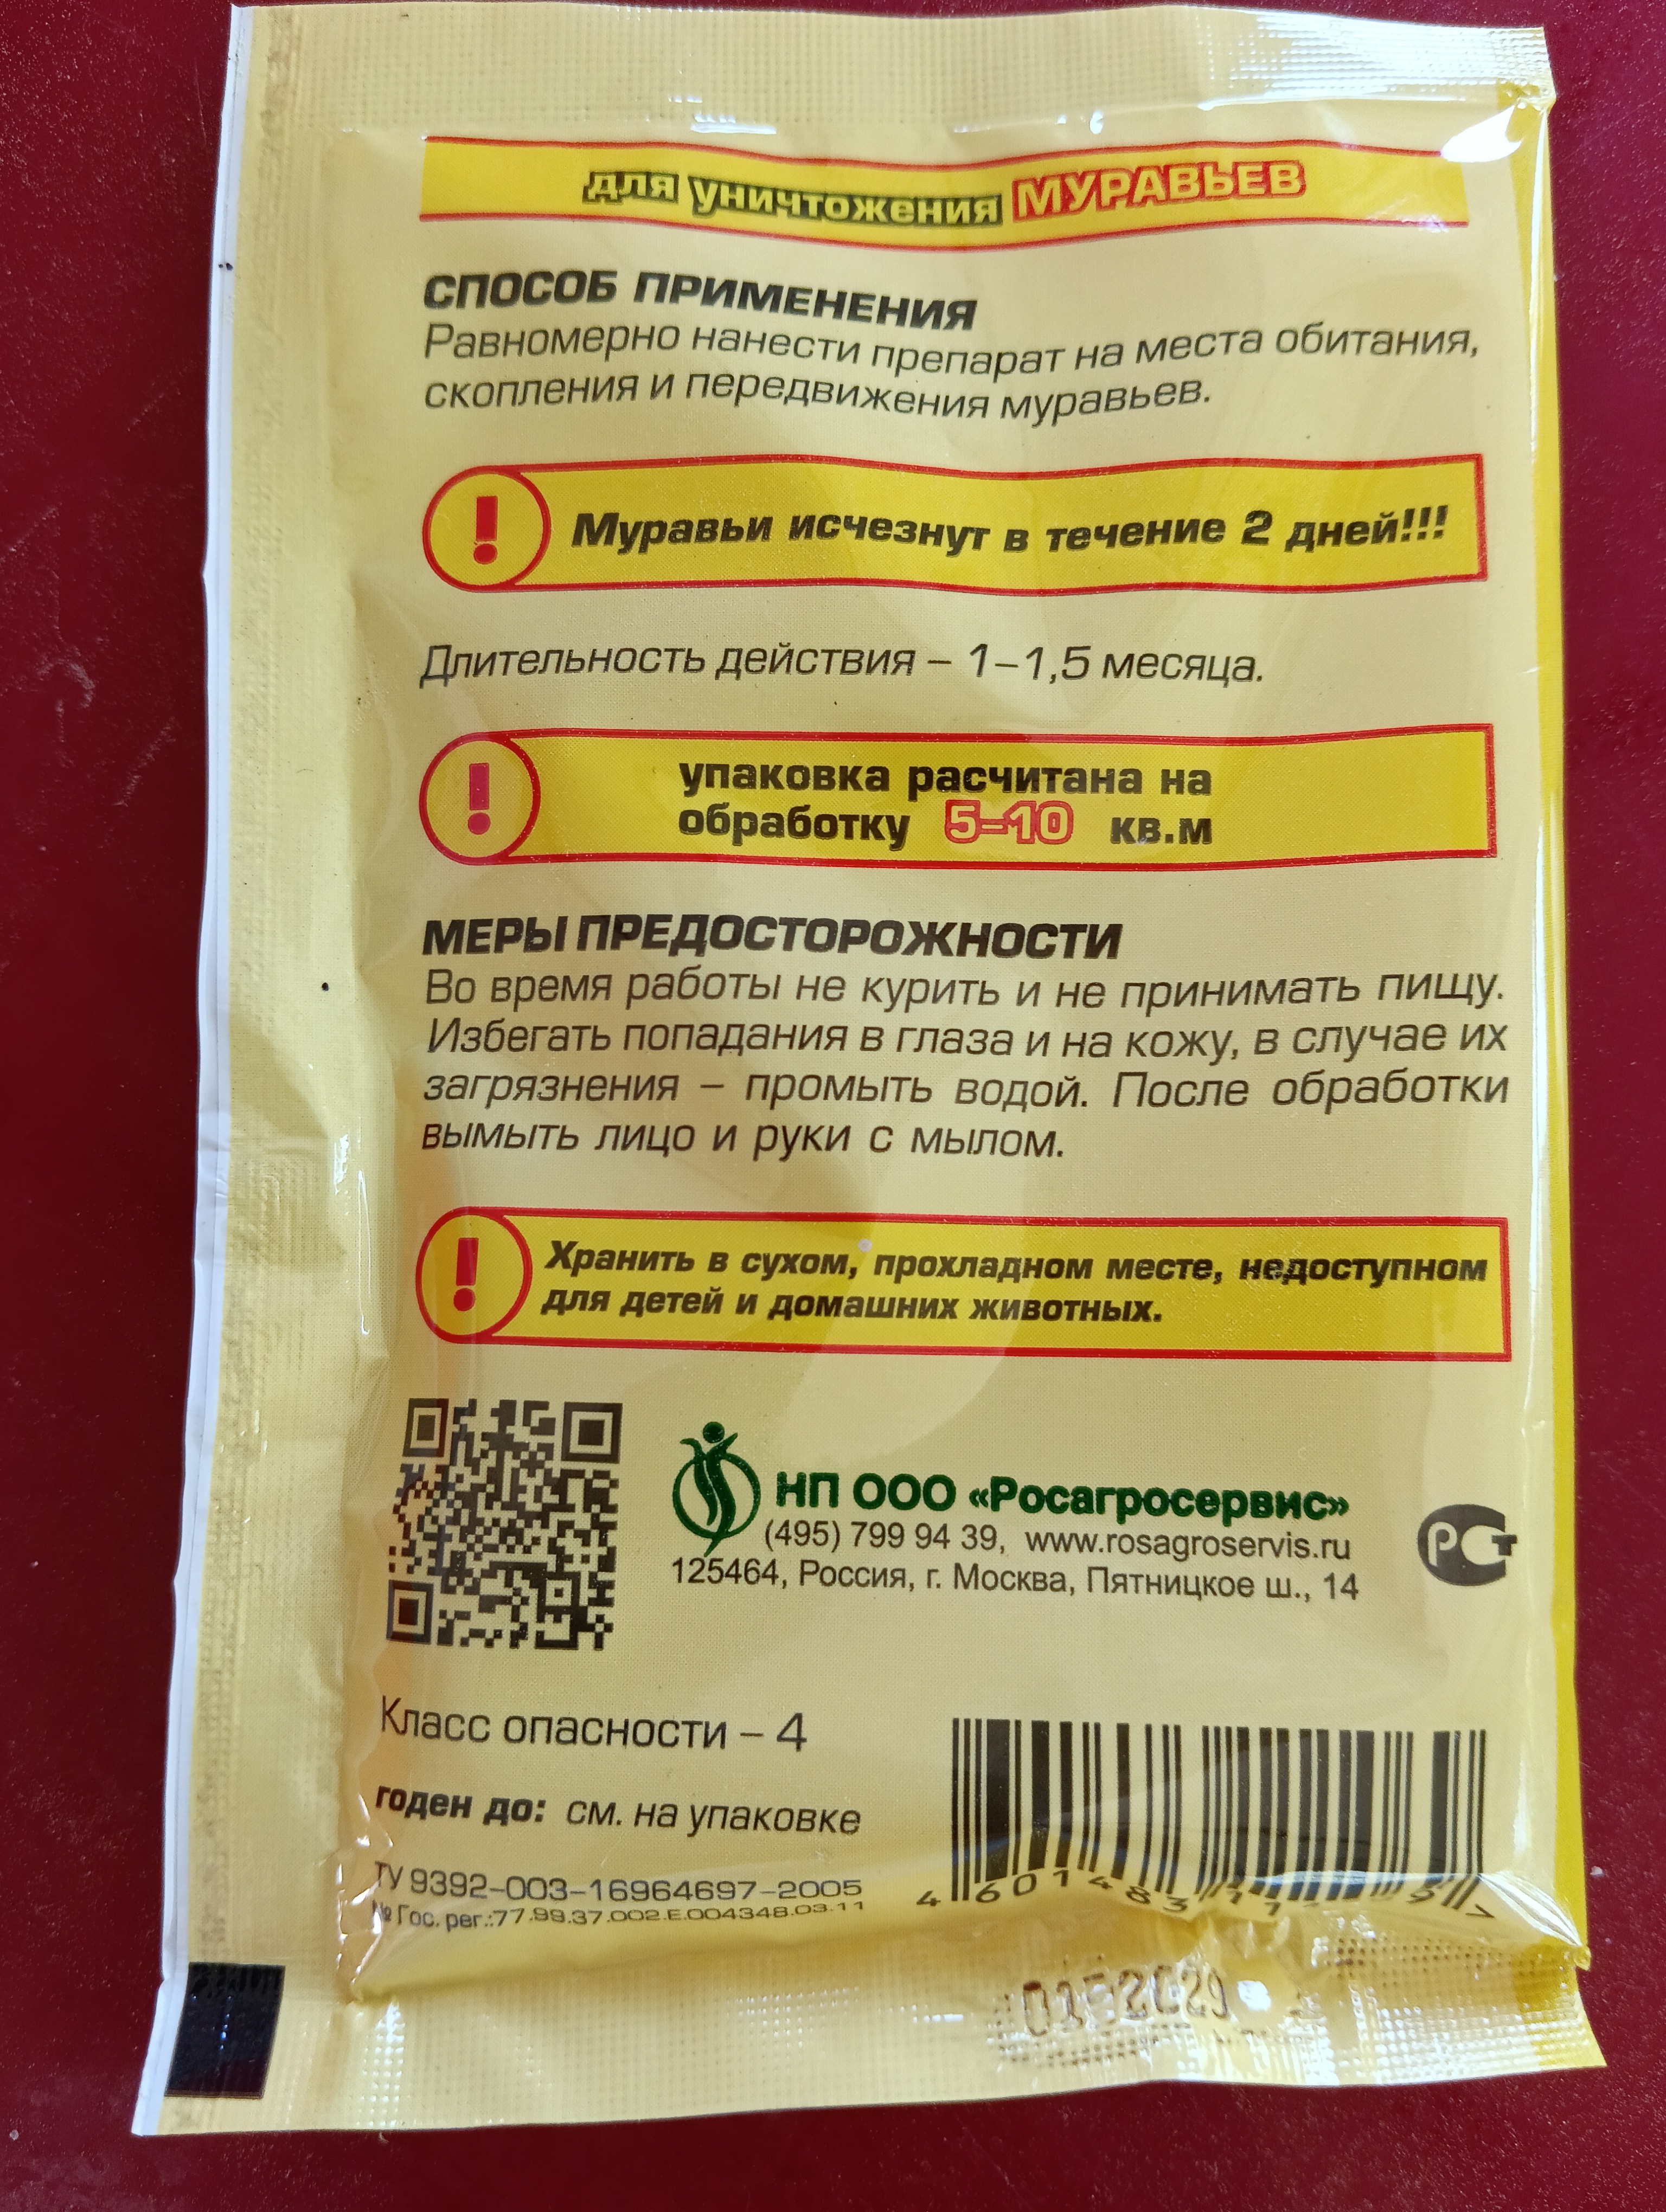 для уничтожения МУРАВЬЕВ
СПОСОБ ПРИМЕНЕНИЯ
Равномерно нанести препарат на места обитания,
скопления и передвижения муравьев.
! Муравьи исчезнут в течение 2 дней!!!
Длительность действия – 1–1,5 месяца.
! упаковка расчитана на
обработку 5–10 кв.м
МЕРЫ ПРЕДОСТОРОЖНОСТИ
Во время работы не курить и не принимать пищу.
Избегать попадания в глаза и на кожу, в случае их
загрязнения – промыть водой. После обработки
вымыть лицо и руки с мылом.
! Хранить в сухом, прохладном месте, недоступном
для детей и домашних животных.
НП ООО «Росагросервис»
(495) 799 94 39, www.rosagroservis.ru
125464, Россия, г. Москва, Пятницкое ш., 14
РСТ
Класс опасности – 4
годен до: см. на упаковке
ТУ 9392–003–16964697–2005
№ Гос. рег.:77.99.37.002.Е.004348.03.11